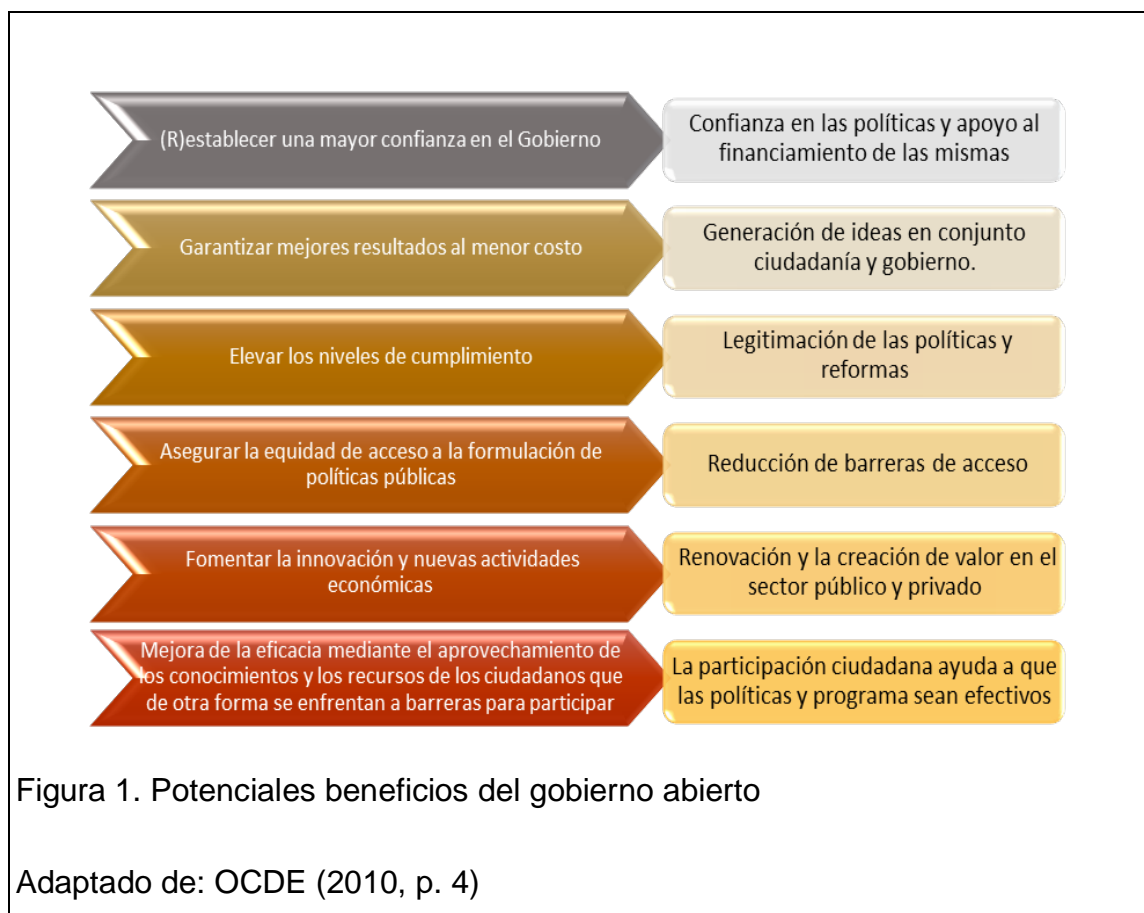 (R)establecer una mayor confianza en el Gobierno
Confianza en las políticas y apoyo al
financiamiento de las mismas
Garantizar mejores resultados al menor costo
Generación de ideas en conjunto
ciudadanía y gobierno.
Elevar los niveles de cumplimiento
Legitimación de las políticas y
reformas
Asegurar la equidad de acceso a la formulación de
políticas públicas
Reducción de barreras de acceso
Fomentar la innovación y nuevas actividades
económicas
Renovación y la creación de valor en el
sector público y privado
Mejora de la eficacia mediante el aprovechamiento de
los conocimientos y los recursos de los ciudadanos que
de otra forma se enfrentan a barreras para participar
La participación ciudadana ayuda a que
las políticas y programa sean efectivos
Figura 1. Potenciales beneficios del gobierno abierto
Adaptado de: OCDE (2010, p. 4)